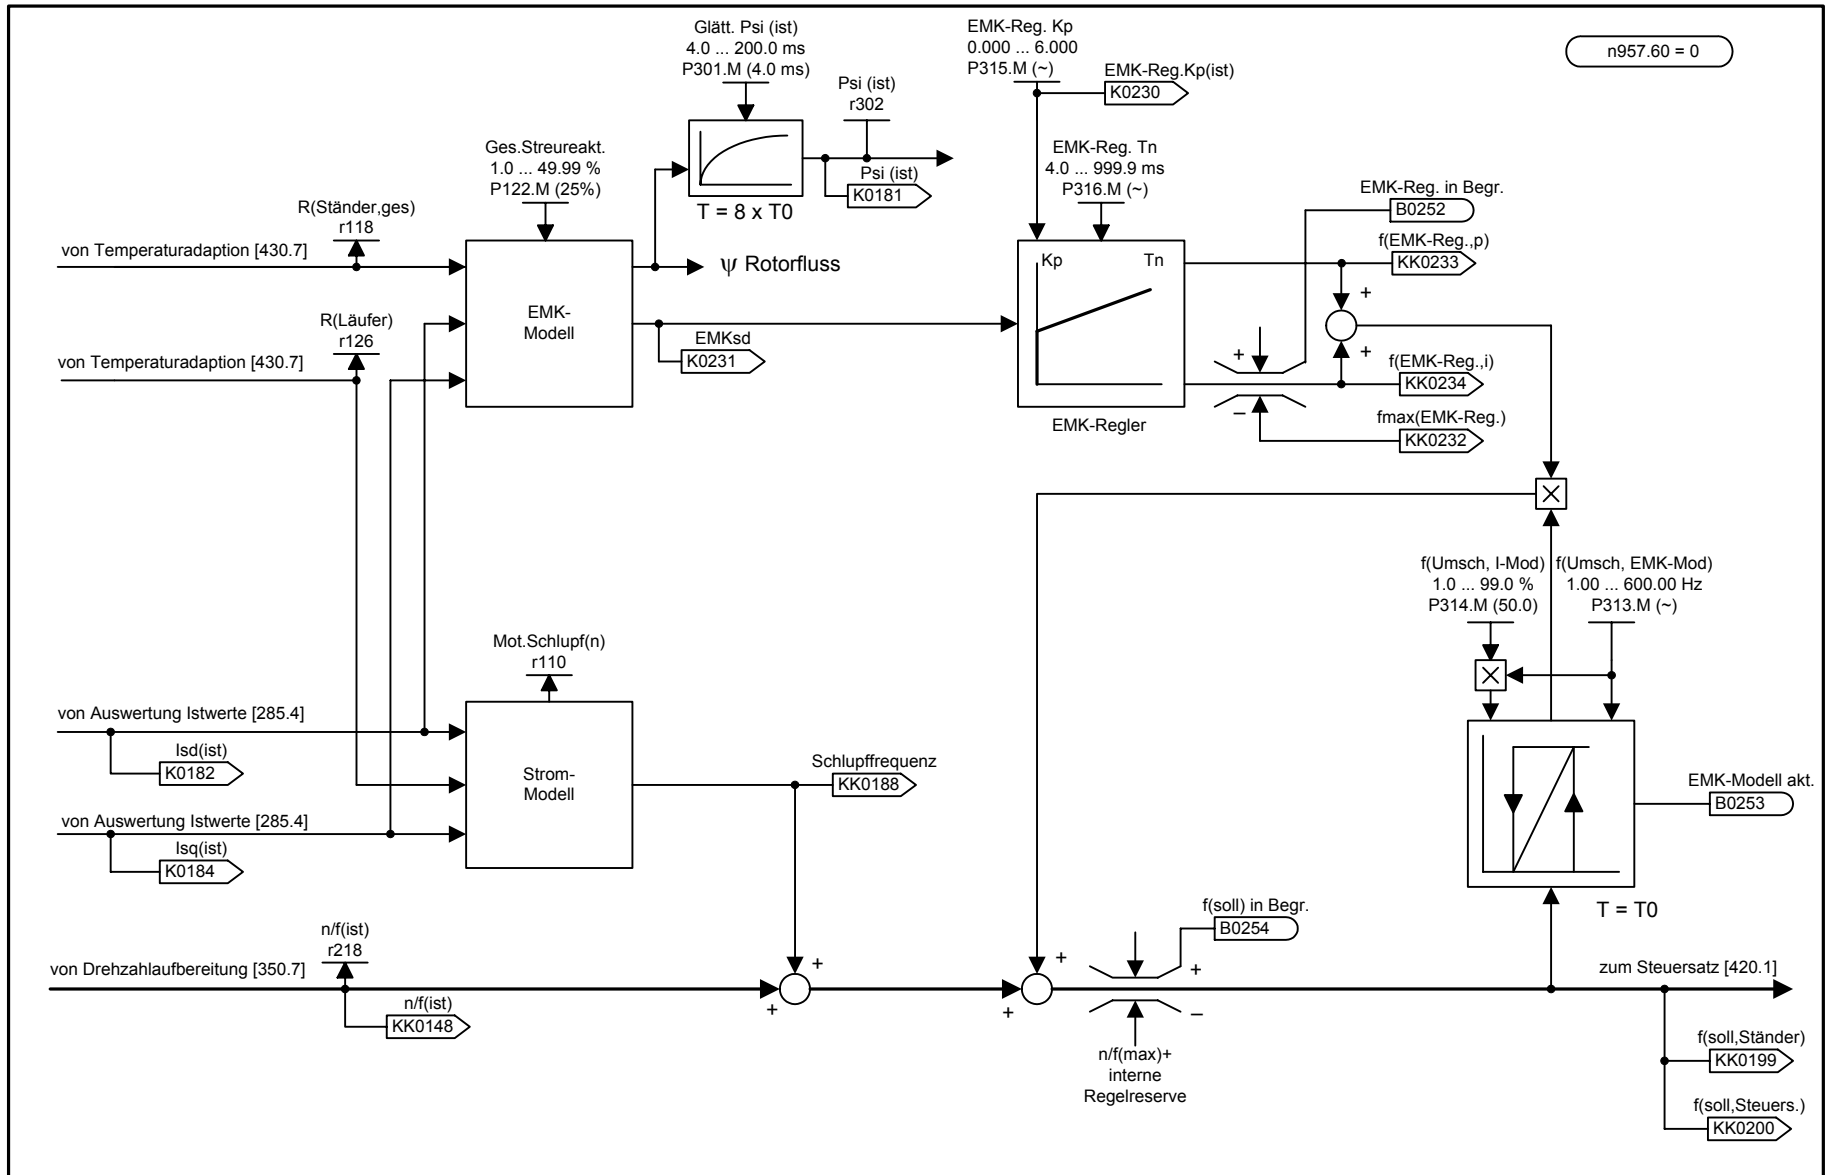 Glätt. Psi (ist)
4.0 ... 200.0 ms
P301.M (4.0 ms)
Psi (ist)
r302
Psi (ist)
K0181
T = 8 x T0
EMK-Reg. Kp
0.000 ... 6.000
P315.M (~)
EMK-Reg.Kp(ist)
K0230
n957.60 = 0
Ges.Streureakt.
1.0 ... 49.99 %
P122.M (25%)
EMK-Reg. Tn
4.0 ... 999.9 ms
P316.M (~)
EMK-Reg. in Begr.
B0252
R(Ständer,ges)
r118
von Temperaturadaption [430.7]
ψ Rotorfluss
Kp
Tn
f(EMK-Reg.,p)
KK0233
+
R(Läufer)
r126
von Temperaturadaption [430.7]
EMK-
Modell
EMKsd
K0231
+
+
f(EMK-Reg.,i)
KK0234
–
EMK-Regler
fmax(EMK-Reg.)
KK0232
f(Umsch, I-Mod)
1.0 ... 99.0 %
P314.M (50.0)
f(Umsch, EMK-Mod)
1.00 ... 600.00 Hz
P313.M (~)
Mot.Schlupf(n)
r110
von Auswertung Istwerte [285.4]
Isd(ist)
K0182
Strom-
Modell
Schlupffrequenz
KK0188
EMK-Modell akt.
B0253
von Auswertung Istwerte [285.4]
Isq(ist)
K0184
T = T0
f(soll) in Begr.
B0254
n/f(ist)
r218
von Drehzahlaufbereitung [350.7]
+
+
+
zum Steuersatz [420.1]
n/f(ist)
KK0148
+
+
–
n/f(max)+
interne
Regelreserve
f(soll,Ständer)
KK0199
f(soll,Steuers.)
KK0200